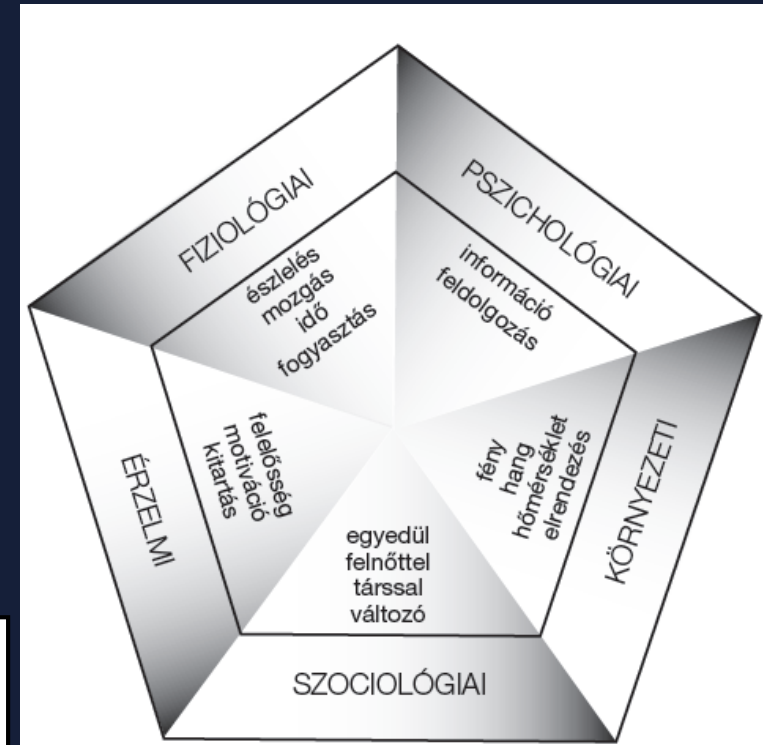 FIZIOLÓGIAI
észlelés
mozgás
idő
fogyasztás
PSZICHOLÓGIAI
információ
feldolgozás
KÖRNYEZETI
fény
hang
hőmérséklet
elrendezés
SZOCIOLÓGIAI
egyedül
felnőttel
társsal
változó
ÉRZELMI
felelősség
motiváció
kitartás